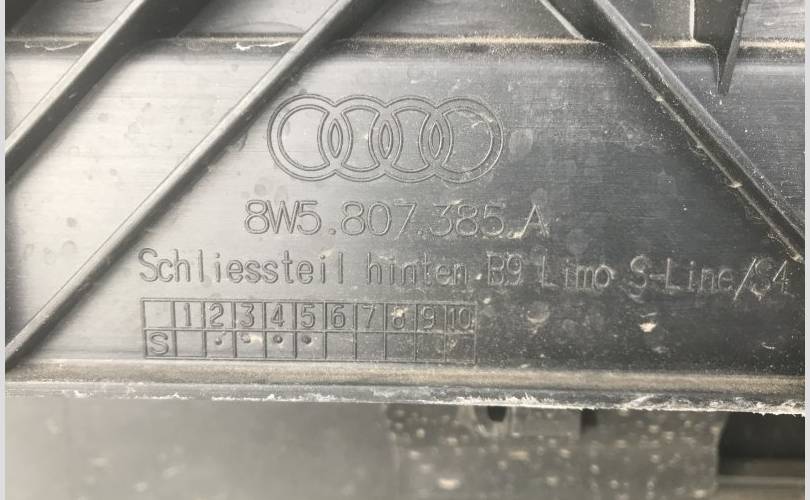 8W5.807.385 A
Schliessteil hinten B9 Limo S-Line/S4
1 2 3 4 5 6 7 8 9 10
S